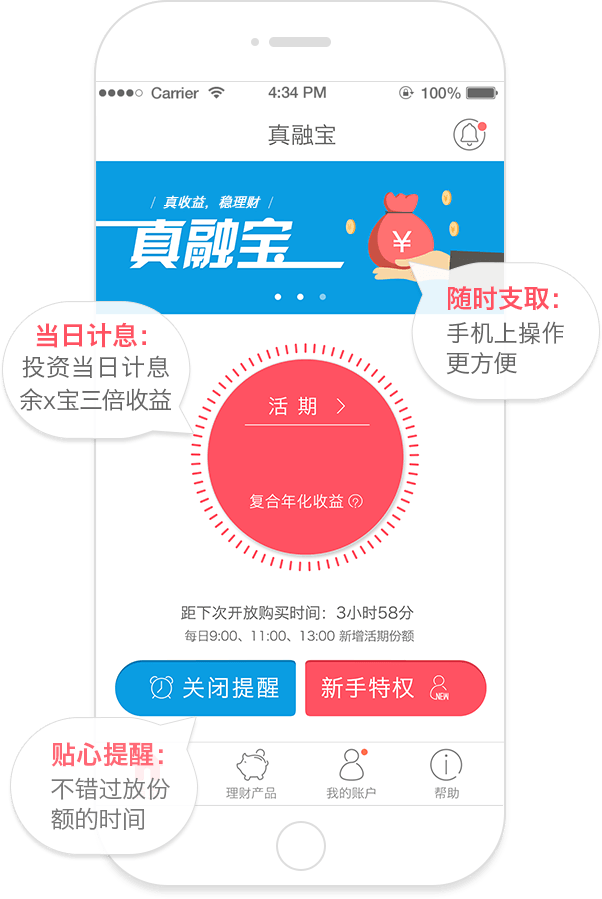 Carrier 4:34 PM 100%
真融宝
/ 真收益，稳理财 /
真融宝
¥
随时支取：
手机上操作
更方便
当日计息：
投资当日计息
余x宝三倍收益
活 期 >
复合年化收益 ?
距下次开放购买时间：3小时58分
每日9:00、11:00、13:00 新增活期份额
关闭提醒
新手特权 NEW
贴心提醒：
不错过放份
额的时间
理财产品 我的账户 帮助